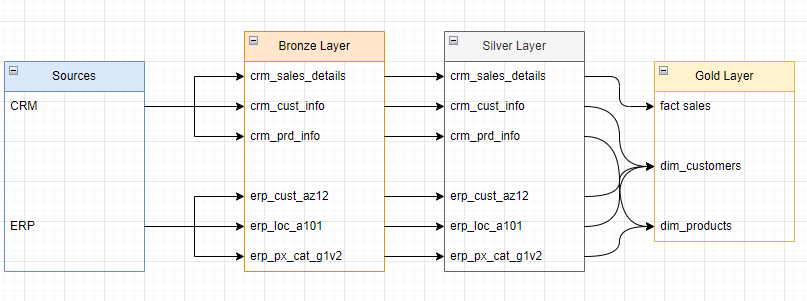 Sources
CRM
ERP
Bronze Layer
crm_sales_details
crm_cust_info
crm_prd_info
erp_cust_az12
erp_loc_a101
erp_px_cat_g1v2
Silver Layer
crm_sales_details
crm_cust_info
crm_prd_info
erp_cust_az12
erp_loc_a101
erp_px_cat_g1v2
Gold Layer
fact sales
dim_customers
dim_products